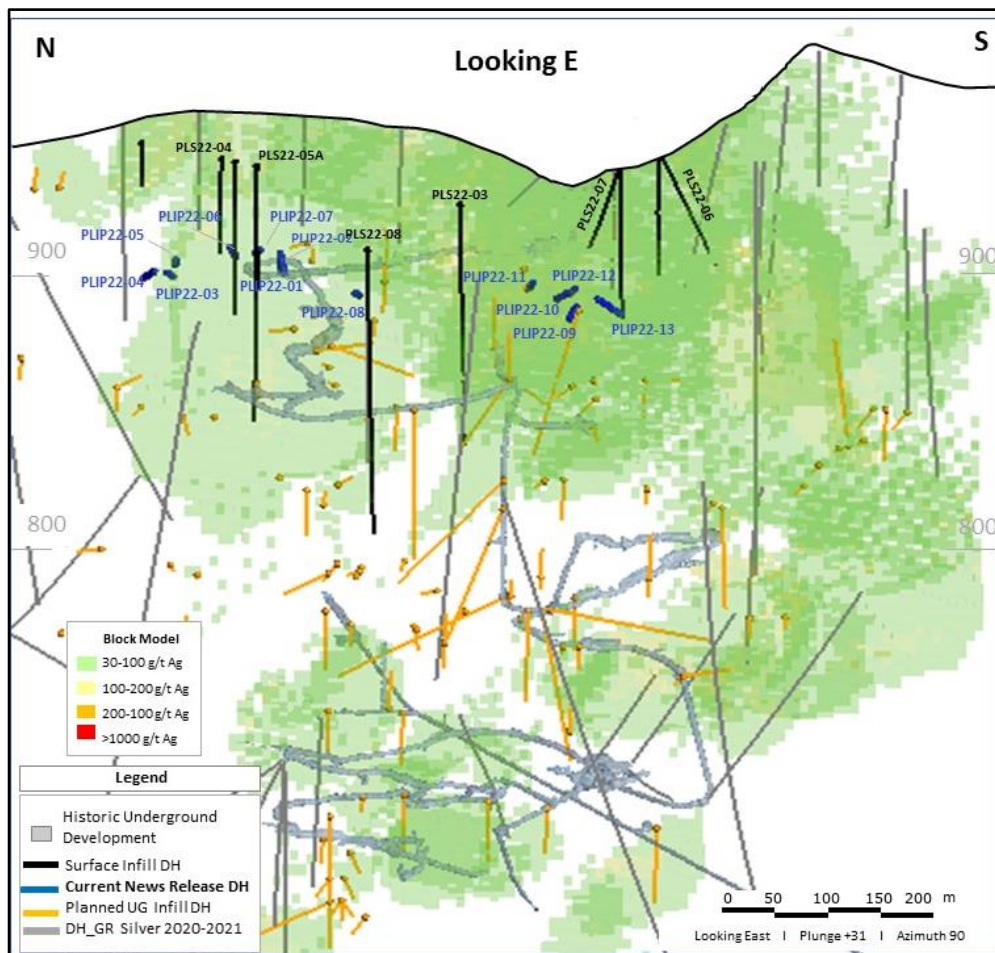 N
S
Looking E
PLS22-04
PLS22-05A
PLS22-03
PLS22-07
PLS22-06
PLIP22-06
PLIP22-07
PLIP22-05
PLIP22-02
PLS22-08
900
900
PLIP22-04
PLIP22-03
PLIP22-01
PLIP22-08
PLIP22-11
PLIP22-12
PLIP22-10
PLIP22-09
PLIP22-13
800
800
Block Model
30-100 g/t Ag
100-200 g/t Ag
200-100 g/t Ag
>1000 g/t Ag
Legend
Historic Underground
Development
Surface Infill DH
Current News Release DH
Planned UG Infill DH
DH_GR Silver 2020-2021
0 50 100 150 200 m
Looking East I Plunge +31 I Azimuth 90